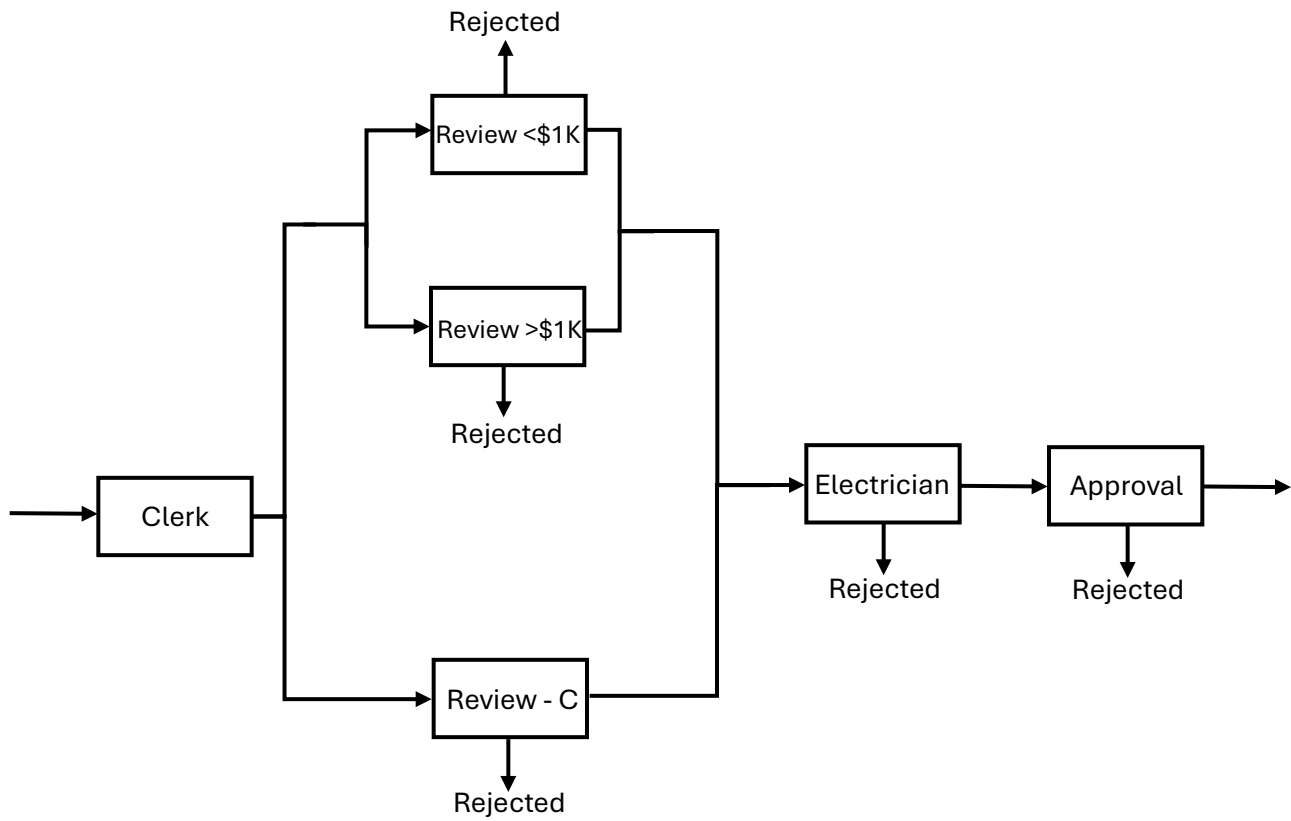 Rejected
Review <$1K
Review >$1K
Rejected
Clerk
Electrician
Approval
Rejected
Rejected
Review - C
Rejected